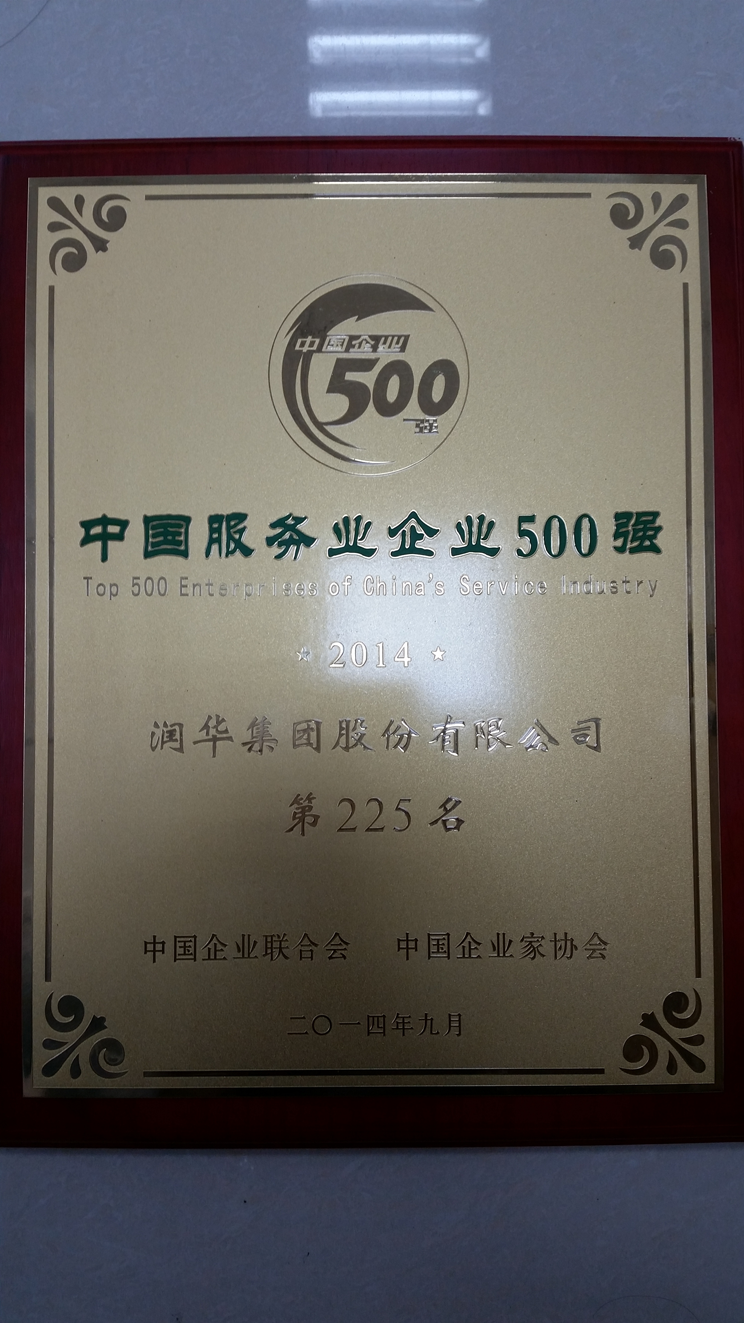 中国企业
500
强
中国服务业企业500强
Top 500 Enterprises of China's Service Industry
2014
润华集团股份有限公司
第225名
中国企业联合会 中国企业家协会
二〇一四年九月